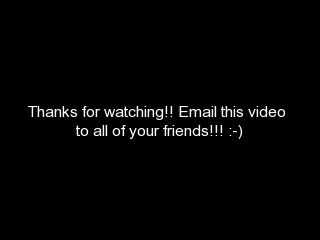 Thanks for watching!! Email this video
to all of your friends!!! :-)